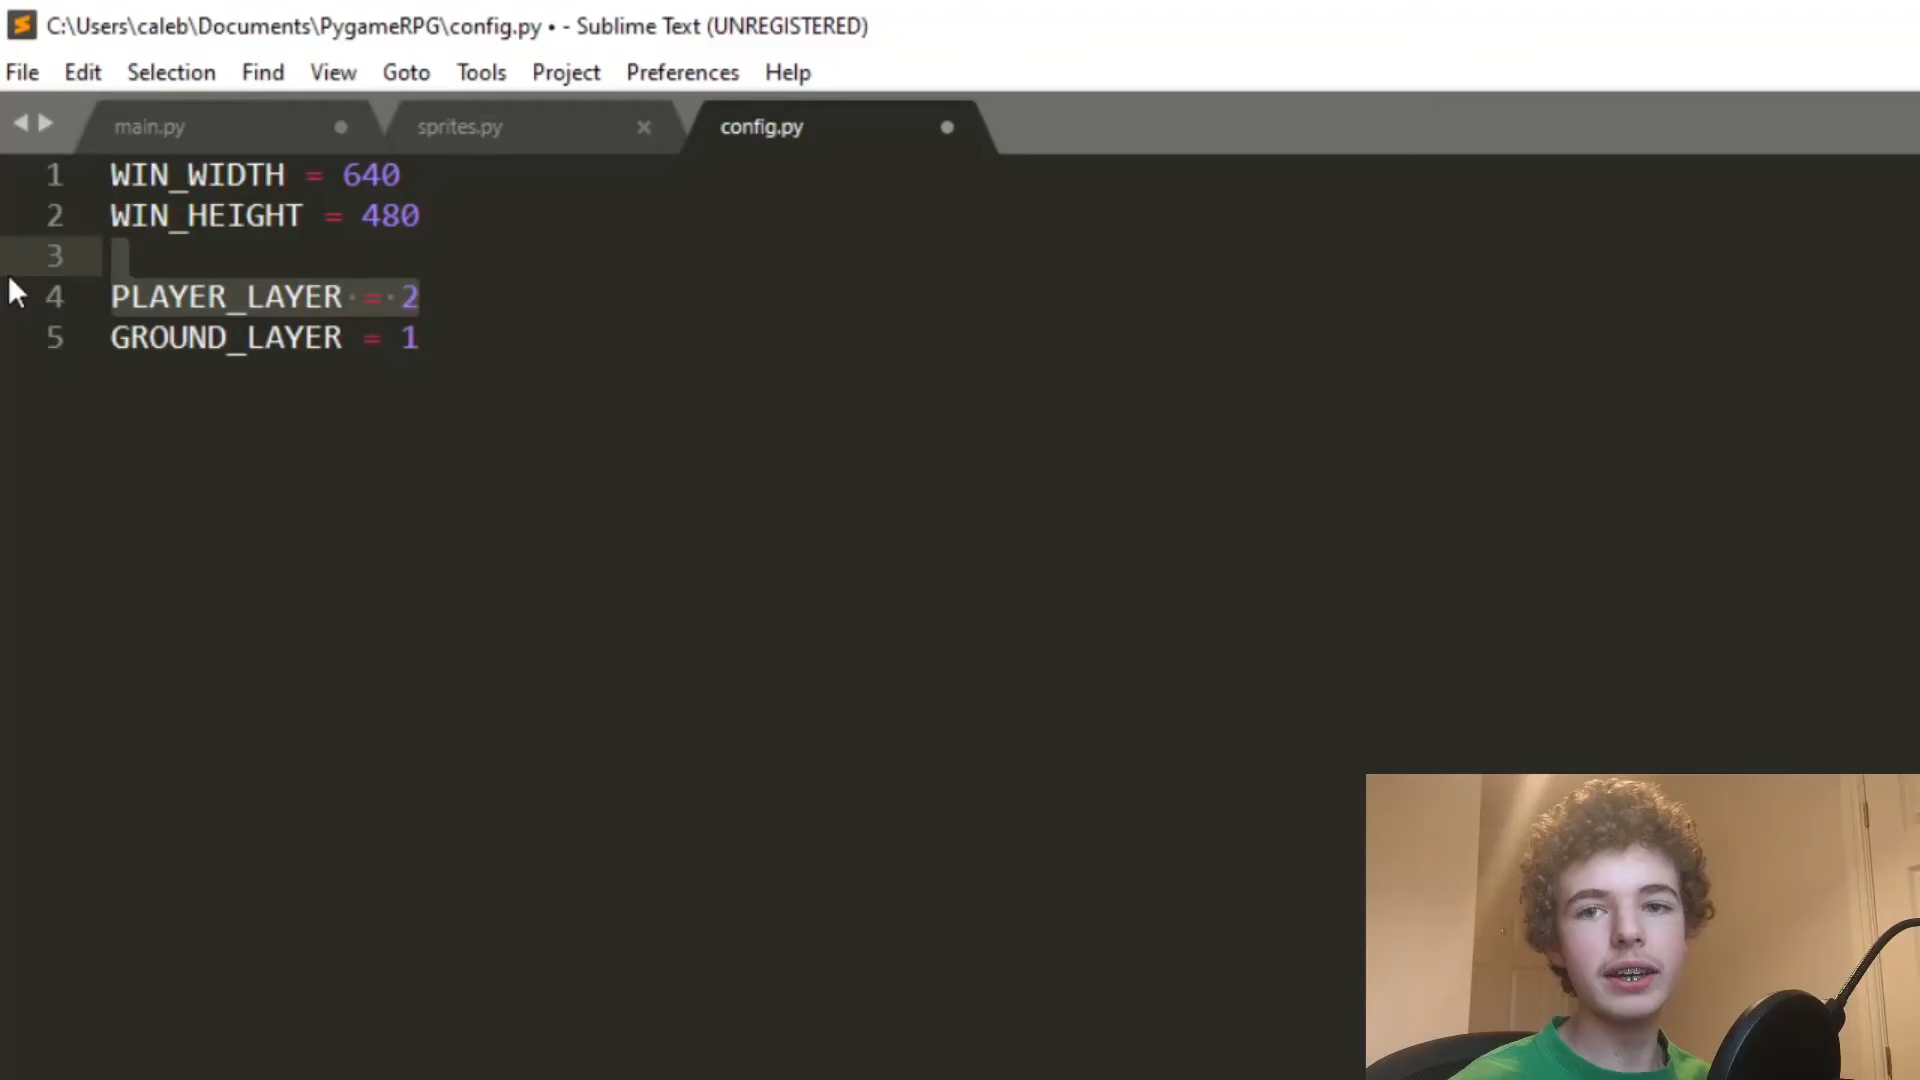 C:\Users\caleb\Documents\PygameRPG\config.py • - Sublime Text (UNREGISTERED)
File Edit Selection Find View Goto Tools Project Preferences Help
main.py sprites.py config.py
1 WIN_WIDTH = 640
2 WIN_HEIGHT = 480
3
4 PLAYER_LAYER = 2
5 GROUND_LAYER = 1